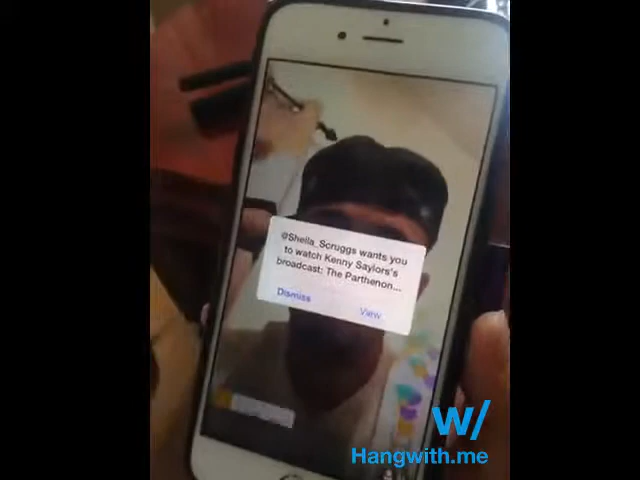 @Sheila_Scruggs wants you
to watch Kenny Saylors's
broadcast: The Parthenon...
Dismiss
View
w/
Hangwith.me